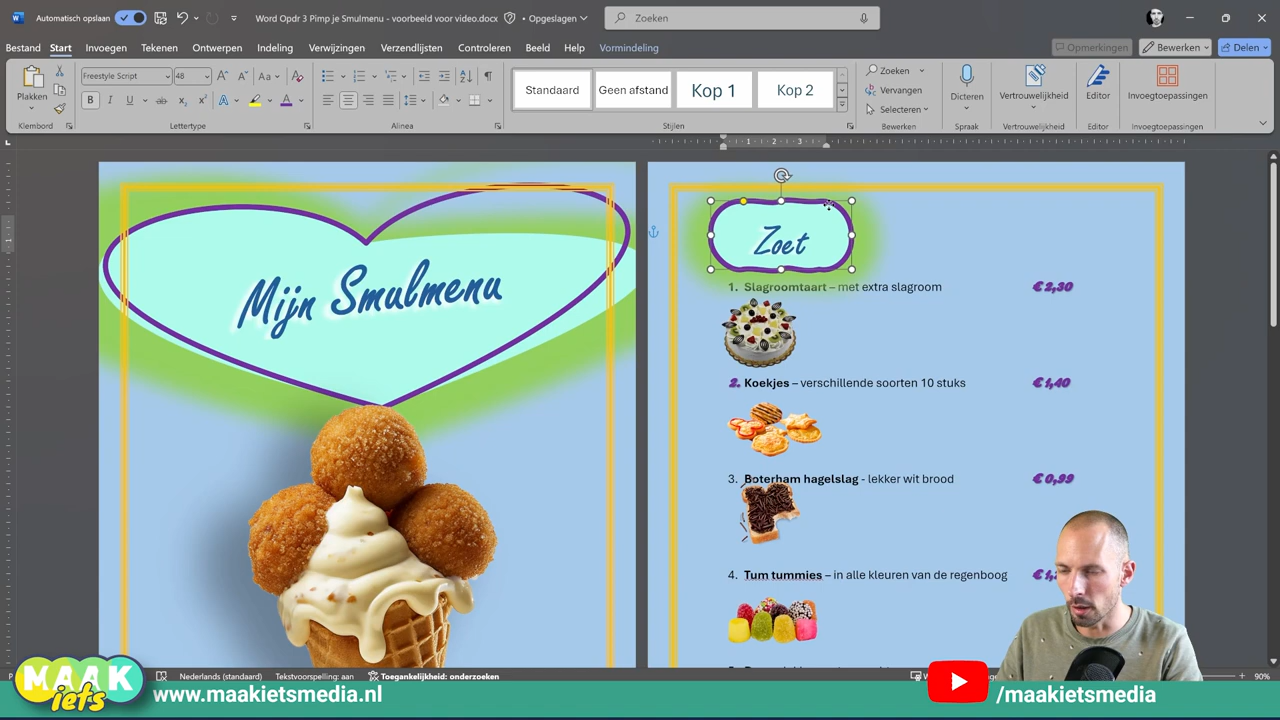 Automatisch opslaan
Word Opdr 3 Pimp je Smulmenu - voorbeeld voor video.docx
• Opgeslagen
Zoeken
Bestand Start Invoegen Tekenen Ontwerpen Indeling Verwijzingen Verzendlijsten Controleren Beeld Help Vormindeling
Opmerkingen
Bewerken
Delen
Plakken
Freestyle Script
48
Standaard
Geen afstand
Kop 1
Kop 2
Zoeken
Vervangen
Selecteren
Dicteren
Vertrouwelijkheid
Editor
Invoegtoepassingen
Klembord
Lettertype
Alinea
Stijlen
Bewerken
Spraak
Vertrouwelijkheid
Editor
Invoegtoepassingen
1 2 3
Mijn Smulmenu
Zoet
1. Slagroomtaart – met extra slagroom € 2,30
2. Koekjes – verschillende soorten 10 stuks € 1,40
3. Boterham hagelslag - lekker wit brood € 0,99
4. Tum tummies – in alle kleuren van de regenboog
Nederlands (standaard)
Tekstvoorspelling: aan
Toegankelijkheid: onderzoeken
90%
MAAK
iets
www.maakietsmedia.nl
/maakietsmedia